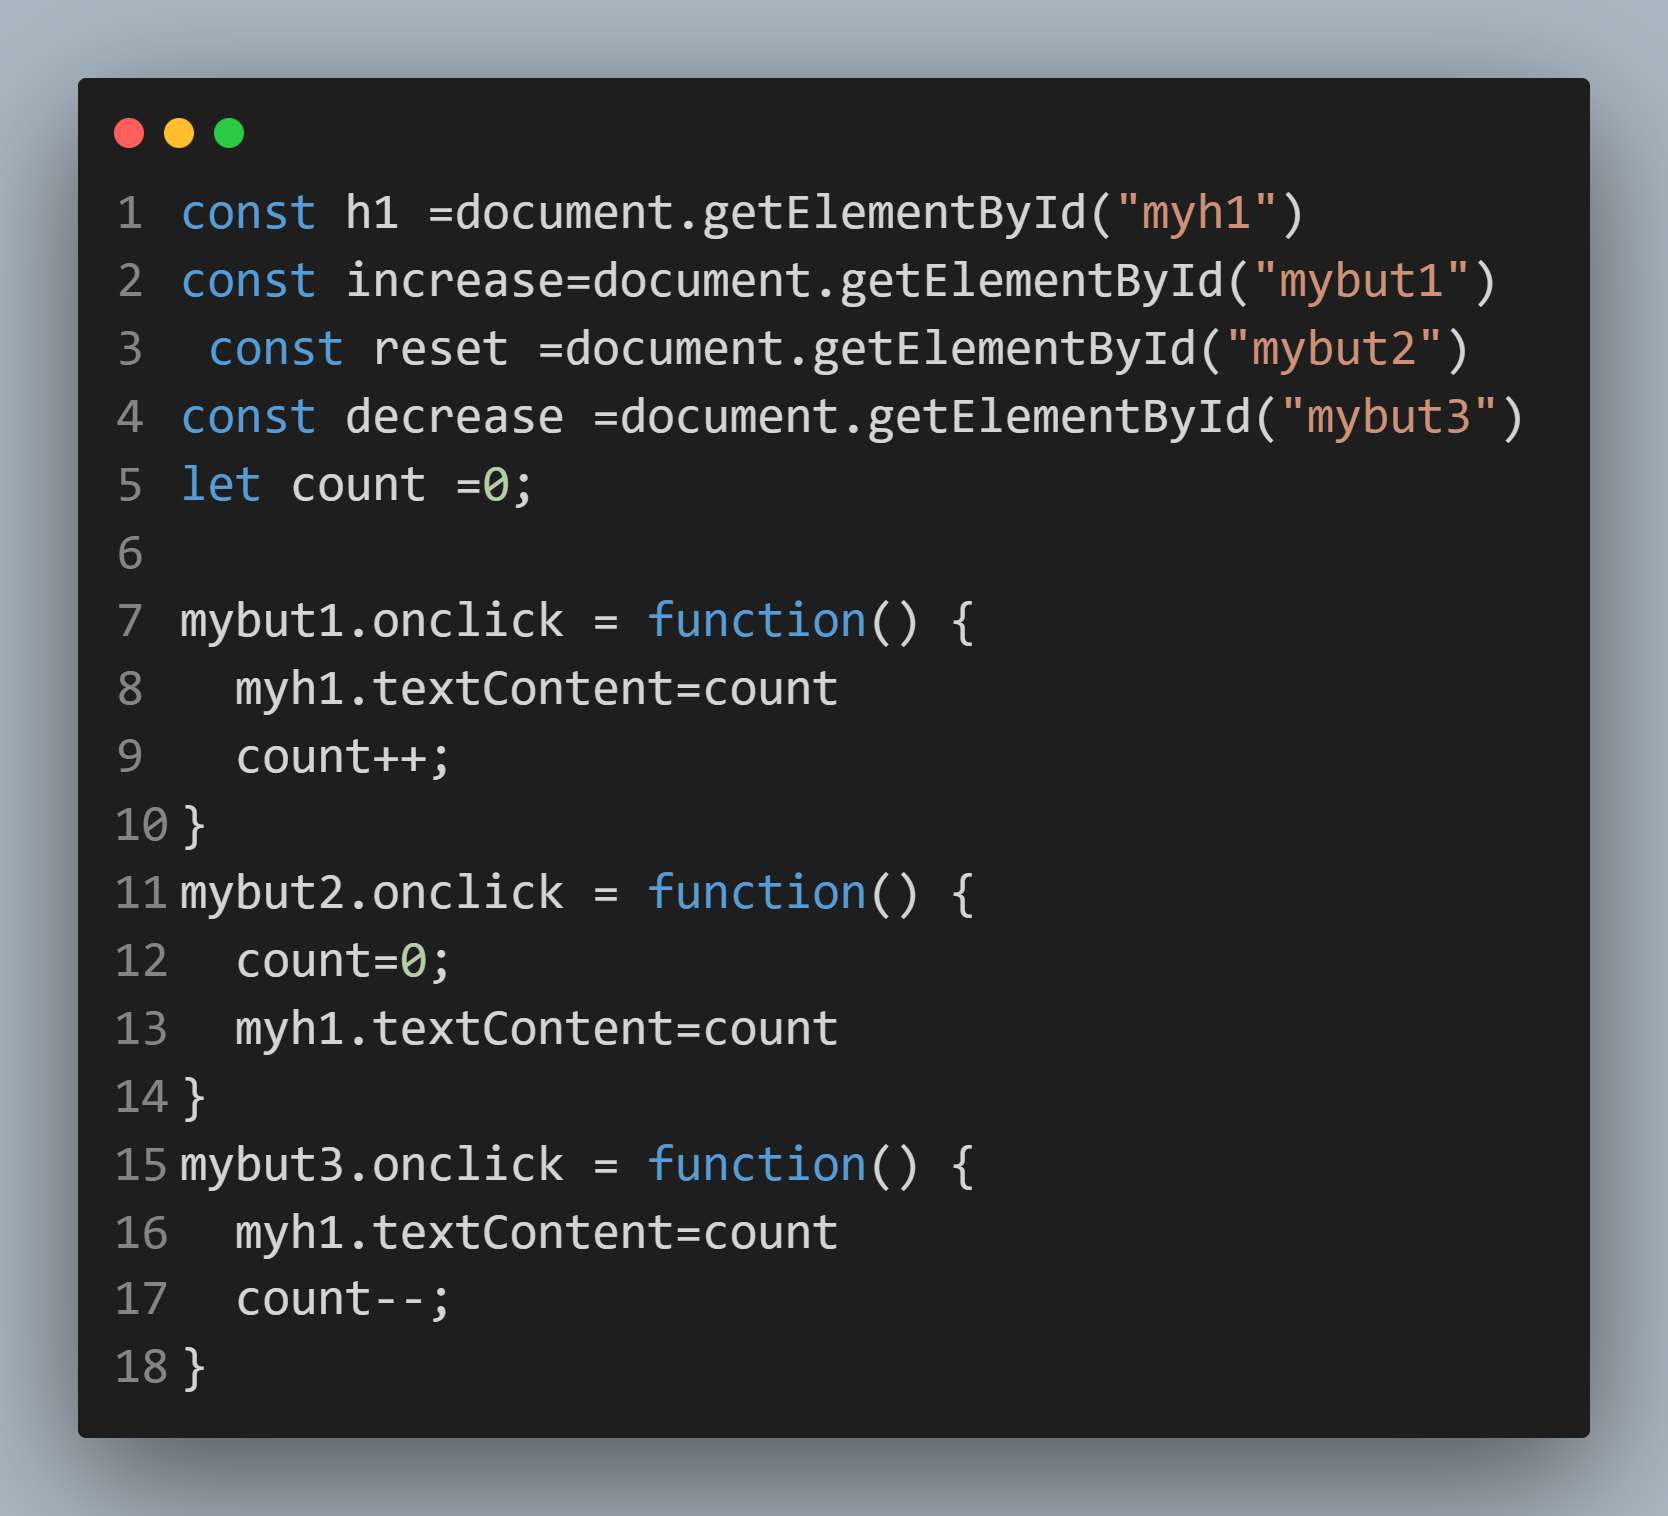 1 const h1 =document.getElementById("myh1")
2 const increase=document.getElementById("mybut1")
3  const reset =document.getElementById("mybut2")
4 const decrease =document.getElementById("mybut3")
5 let count =0;
6
7 mybut1.onclick = function() {
8   myh1.textContent=count
9   count++;
10 }
11 mybut2.onclick = function() {
12   count=0;
13   myh1.textContent=count
14 }
15 mybut3.onclick = function() {
16   myh1.textContent=count
17   count--;
18 }